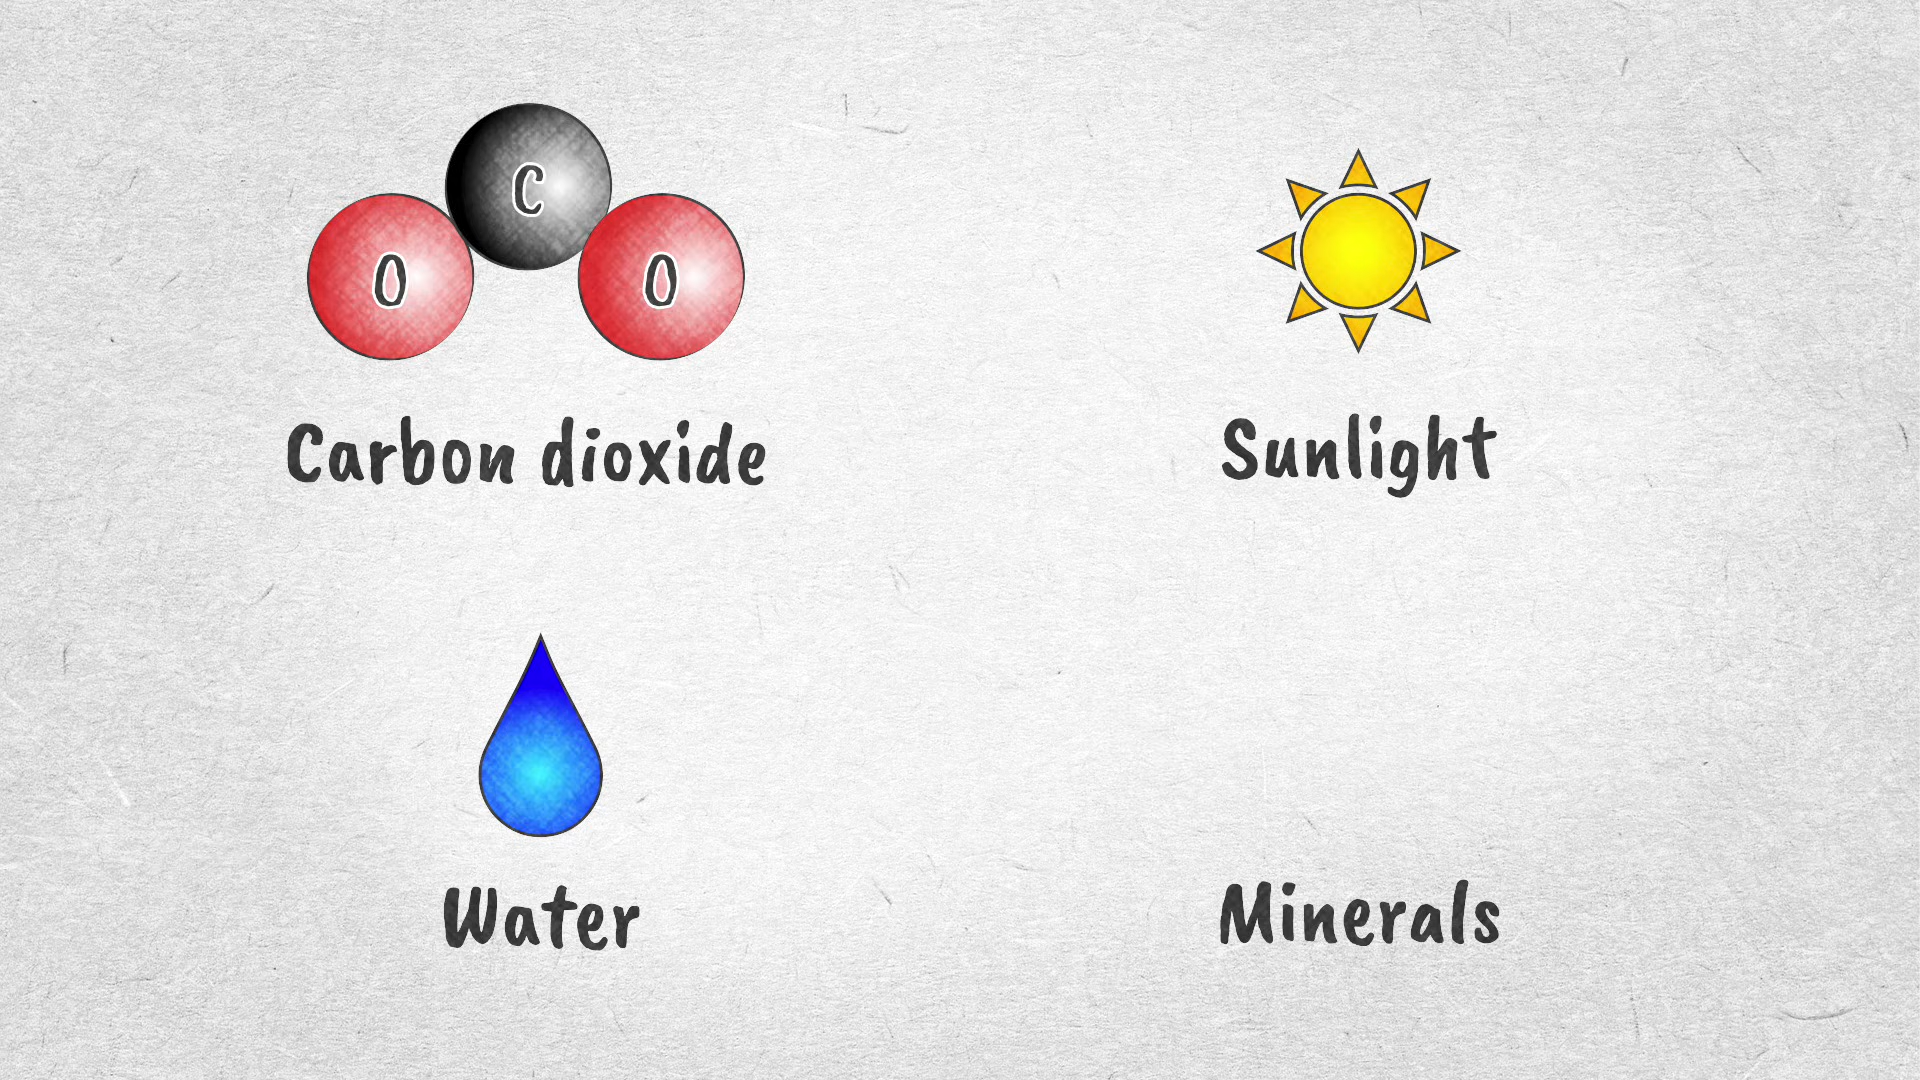 C
O
O
Carbon dioxide
Sunlight
Water
Minerals